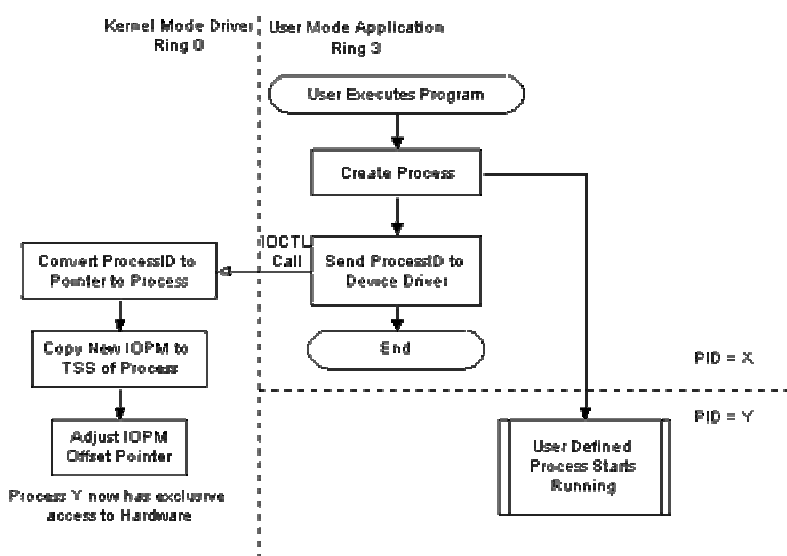 Kernel Mode Driver
Ring 0
User Mode Application
Ring 3
User Executes Program
Create Process
IOCTL
Call
Send ProcessID to
Device Driver
Convert ProcessID to
Pointer to Process
Copy New IOPM to
TSS of Process
End
PID = X
PID = Y
Adjust IOPM
Offset Pointer
User Defined
Process Starts
Running
Process Y now has exclusive
access to Hardware